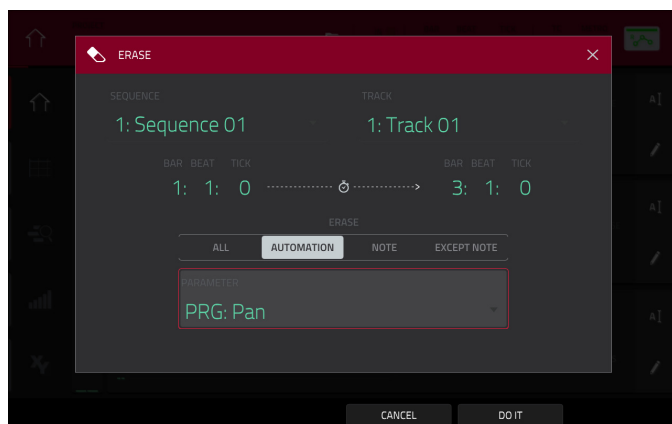 ERASE
SEQUENCE TRACK
1: Sequence 01 1: Track 01
BAR BEAT TICK BAR BEAT TICK
1: 1: 0 3: 1: 0
ERASE
ALL AUTOMATION NOTE EXCEPT NOTE
PARAMETER
PRG: Pan
CANCEL DO IT